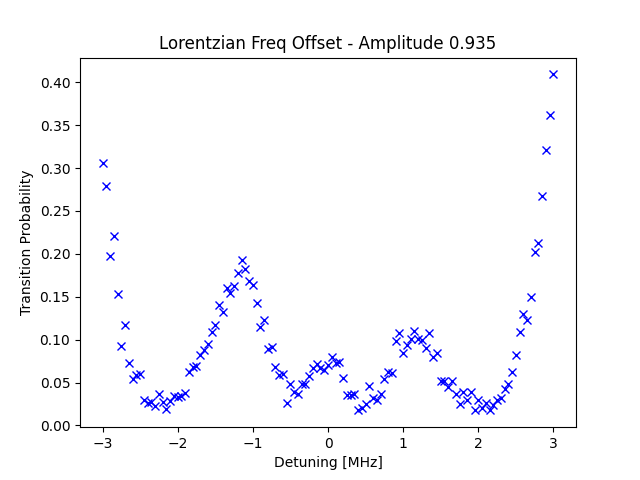 Lorentzian Freq Offset - Amplitude 0.935
0.40
0.35
0.30
0.25
0.20
0.15
0.10
0.05
0.00
Transition Probability
−3 −2 −1 0 1 2 3
Detuning [MHz]